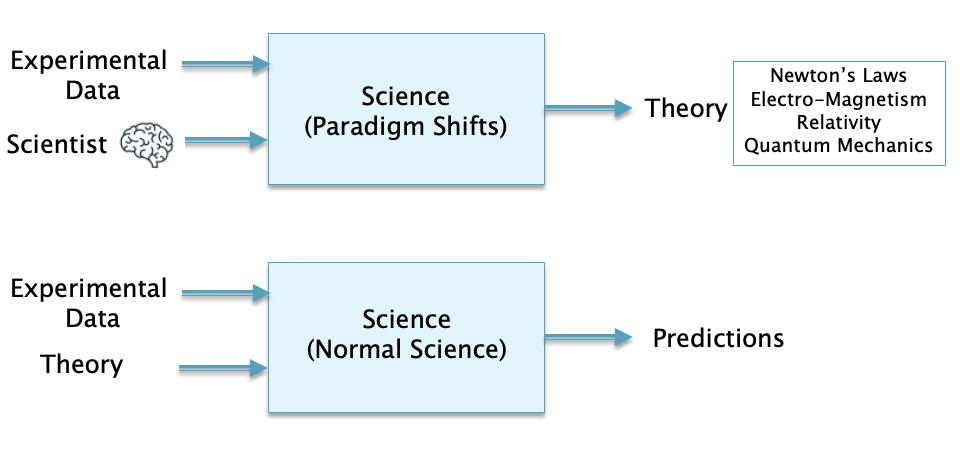 Experimental
Data
Scientist
Science
(Paradigm Shifts)
Theory
Newton's Laws
Electro-Magnetism
Relativity
Quantum Mechanics
Experimental
Data
Theory
Science
(Normal Science)
Predictions